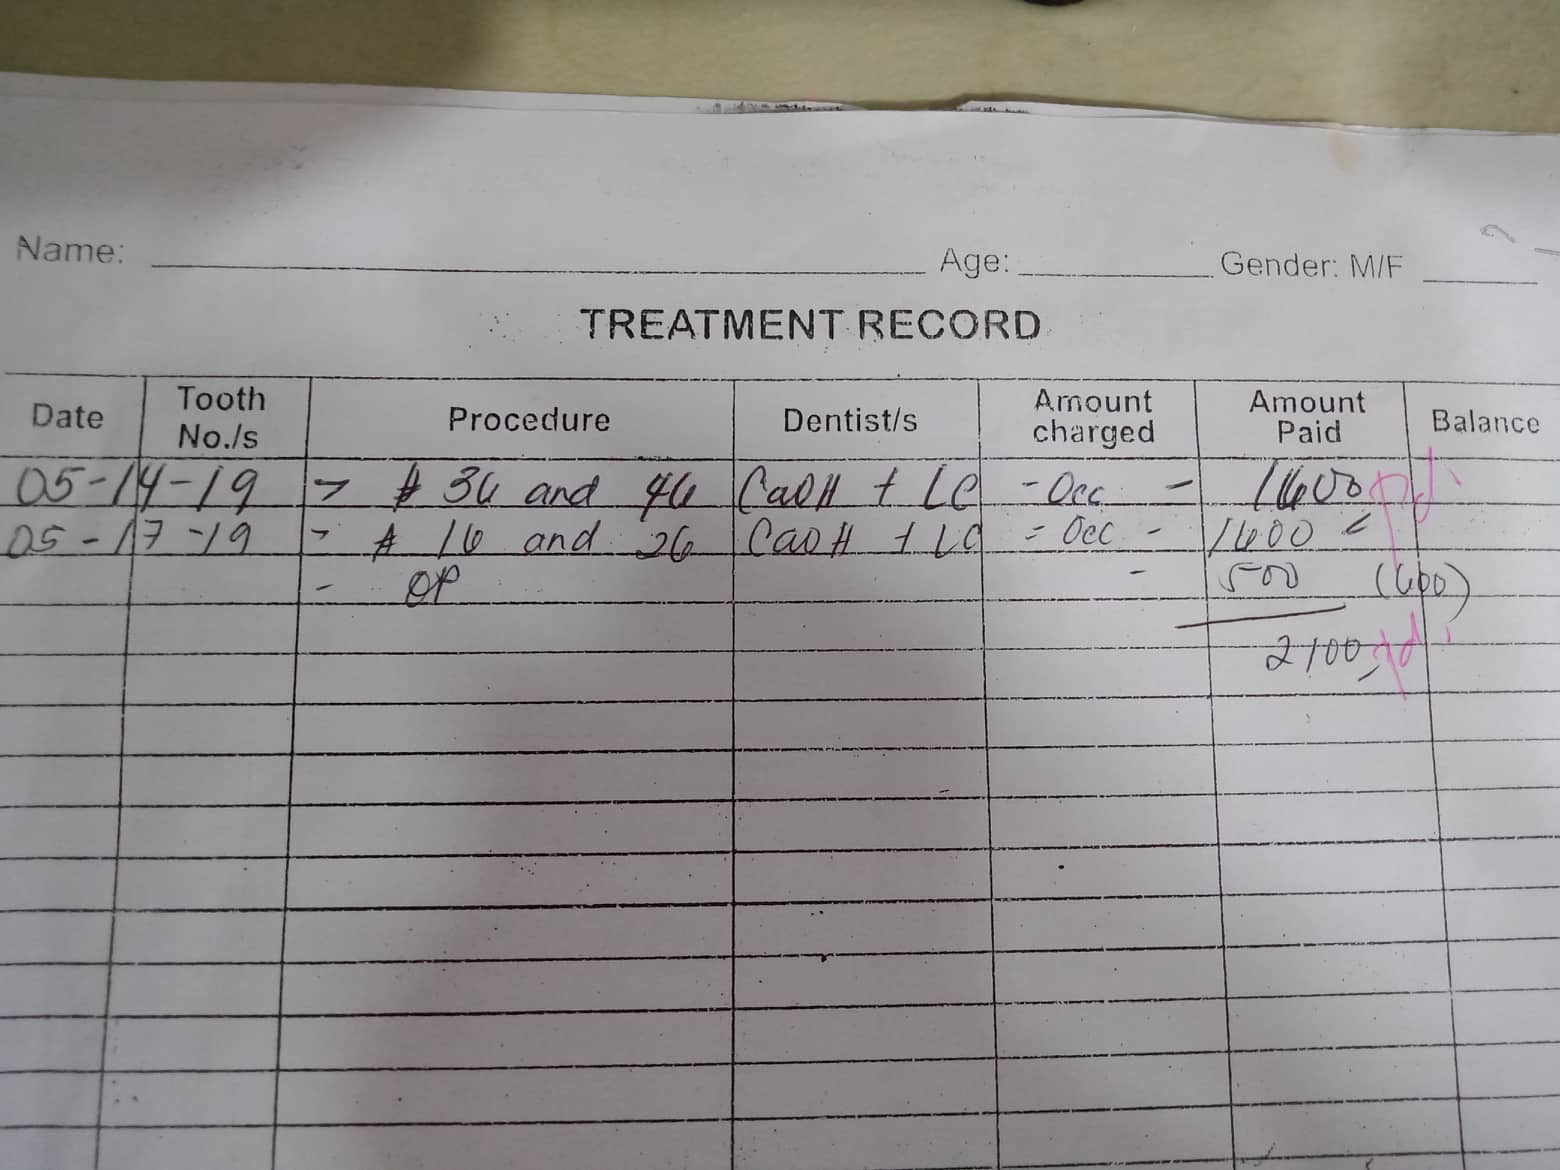 Name: Age: Gender: M/F
TREATMENT RECORD
Date Tooth No./s Procedure Dentist/s Amount charged Amount Paid Balance
05-14-19 - # 36 and 46 CaOH + LC - Occ - 1600 pd.
05-17-19 - # 16 and 26 CaOH + LC - Occ - 1600
- OP - 500 (600)
2100 pd.